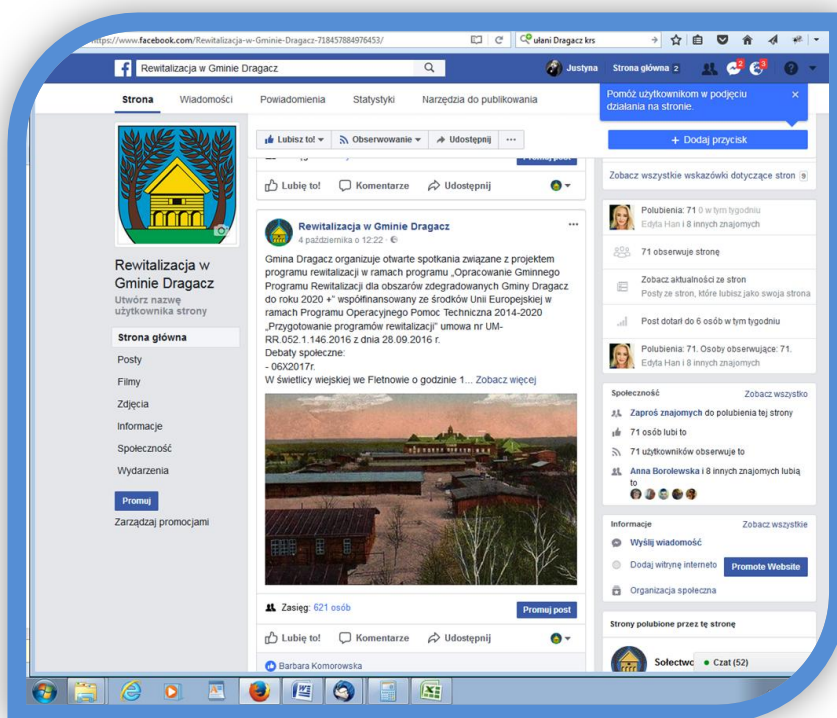 https://www.facebook.com/Rewitalizacja-w-Gminie-Dragacz-718457884976453/
ułani Dragacz krs
Rewitalizacja w Gminie Dragacz
Justyna
Strona główna 2
2
3
Strona
Wiadomości
Powiadomienia
Statystyki
Narzędzia do publikowania
Pomóż użytkownikom w podjęciu
działania na stronie.
+ Dodaj przycisk
Rewitalizacja w
Gminie Dragacz
Utwórz nazwę
użytkownika strony
Strona główna
Posty
Filmy
Zdjęcia
Informacje
Społeczność
Wydarzenia
Promuj
Zarządzaj promocjami
Lubisz to!
Obserwowanie
Udostępnij
Promuj post
Lubię to!
Komentarze
Udostępnij
Rewitalizacja w Gminie Dragacz
4 października o 12:22
Gmina Dragacz organizuje otwarte spotkania związane z projektem
programu rewitalizacji w ramach programu „Opracowanie Gminnego
Programu Rewitalizacji dla obszarów zdegradowanych Gminy Dragacz
do roku 2020 +" współfinansowany ze środków Unii Europejskiej w
ramach Programu Operacyjnego Pomoc Techniczna 2014-2020
„Przygotowanie programów rewitalizacji" umowa nr UM-
RR.052.1.146.2016 z dnia 28.09.2016 r.
Debaty społeczne:
- 06X2017r.
W świetlicy wiejskiej we Fletnowie o godzinie 1... Zobacz więcej
Zasięg: 621 osób
Promuj post
Lubię to!
Komentarze
Udostępnij
Barbara Komorowska
Zobacz wszystkie wskazówki dotyczące stron 9
Polubienia: 71 0 w tym tygodniu
Edyta Han i 8 innych znajomych
71 obserwuje stronę
Zobacz aktualności ze stron
Posty ze stron, które lubisz jako swoja strona
Post dotarł do 6 osób w tym tygodniu
Polubienia: 71. Osoby obserwujące: 71.
Edyta Han i 8 innych znajomych
Społeczność
Zobacz wszystko
Zaproś znajomych do polubienia tej strony
71 osób lubi to
71 użytkowników obserwuje to
Anna Borolewska i 8 innych znajomych lubią
to
Informacje
Zobacz wszystkie
Wyślij wiadomość
Dodaj witrynę interneto
Promote Website
Organizacja społeczna
Strony polubione przez tę stronę
Sołectwo
Czat (52)